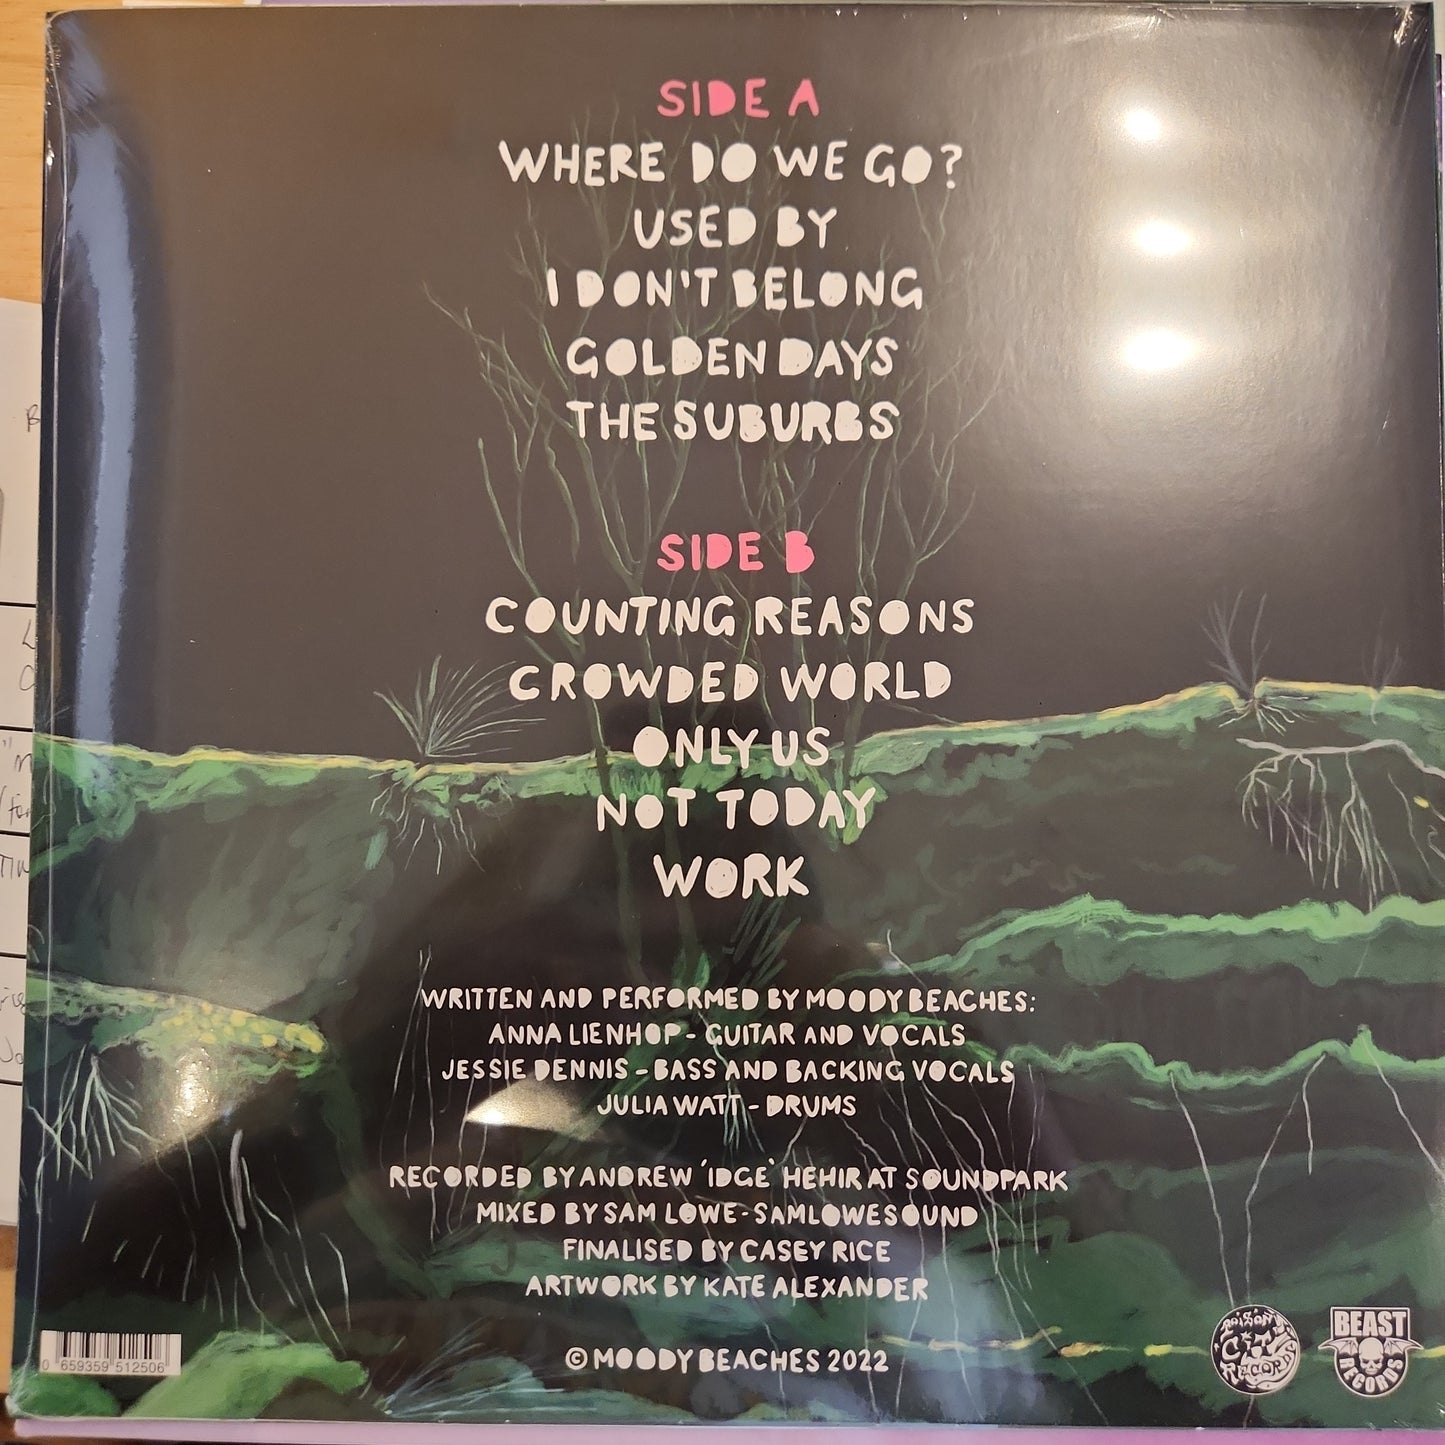 SIDE A
WHERE DO WE GO?
USED BY
I DON'T BELONG
GOLDEN DAYS
THE SUBURBS
SIDE B
COUNTING REASONS
CROWDED WORLD
ONLY US
NOT TODAY
WORK
WRITTEN AND PERFORMED BY MOODY BEACHES:
ANNA LIENHOP - GUITAR AND VOCALS
JESSIE DENNIS - BASS AND BACKING VOCALS
JULIA WATT - DRUMS
RECORDED BY ANDREW 'IDGE' HEHIR AT SOUNDPARK
MIXED BY SAM LOWE - SAMLOWESOUND
FINALISED BY CASEY RICE
ARTWORK BY KATE ALEXANDER
© MOODY BEACHES 2022
0 659359 512506
POISON CITY RECORDS
BEAST RECORDS